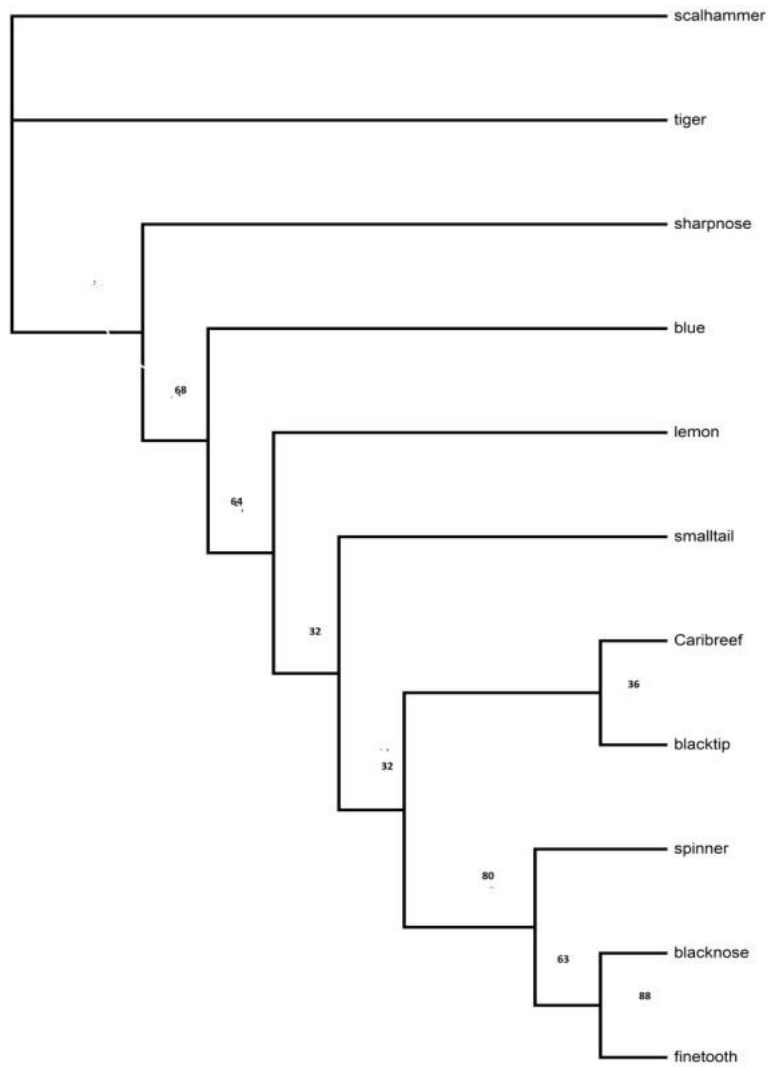 scalhammer
tiger
sharpnose
blue
68
lemon
64
smalltail
32
Caribreef
36
blacktip
32
spinner
80
blacknose
63
88
finetooth